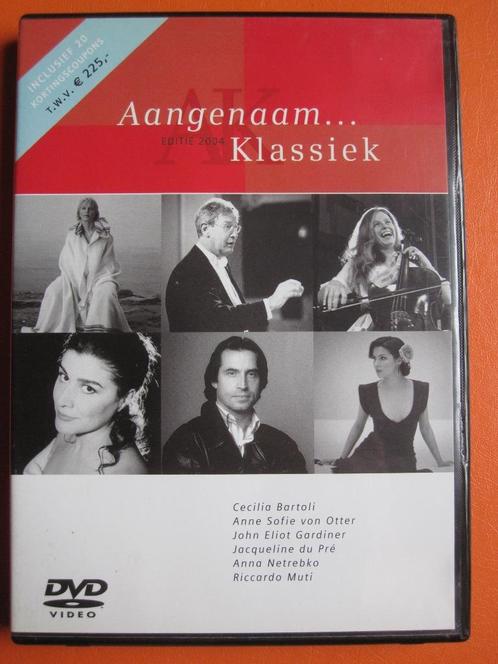 INCLUSIEF 20
KORTINGSCOUPONS
T.W.V. € 225,-
AK
Aangenaam...
EDITIE 2004
Klassiek
Cecilia Bartoli
Anne Sofie von Otter
John Eliot Gardiner
Jacqueline du Pré
Anna Netrebko
Riccardo Muti
DVD
VIDEO